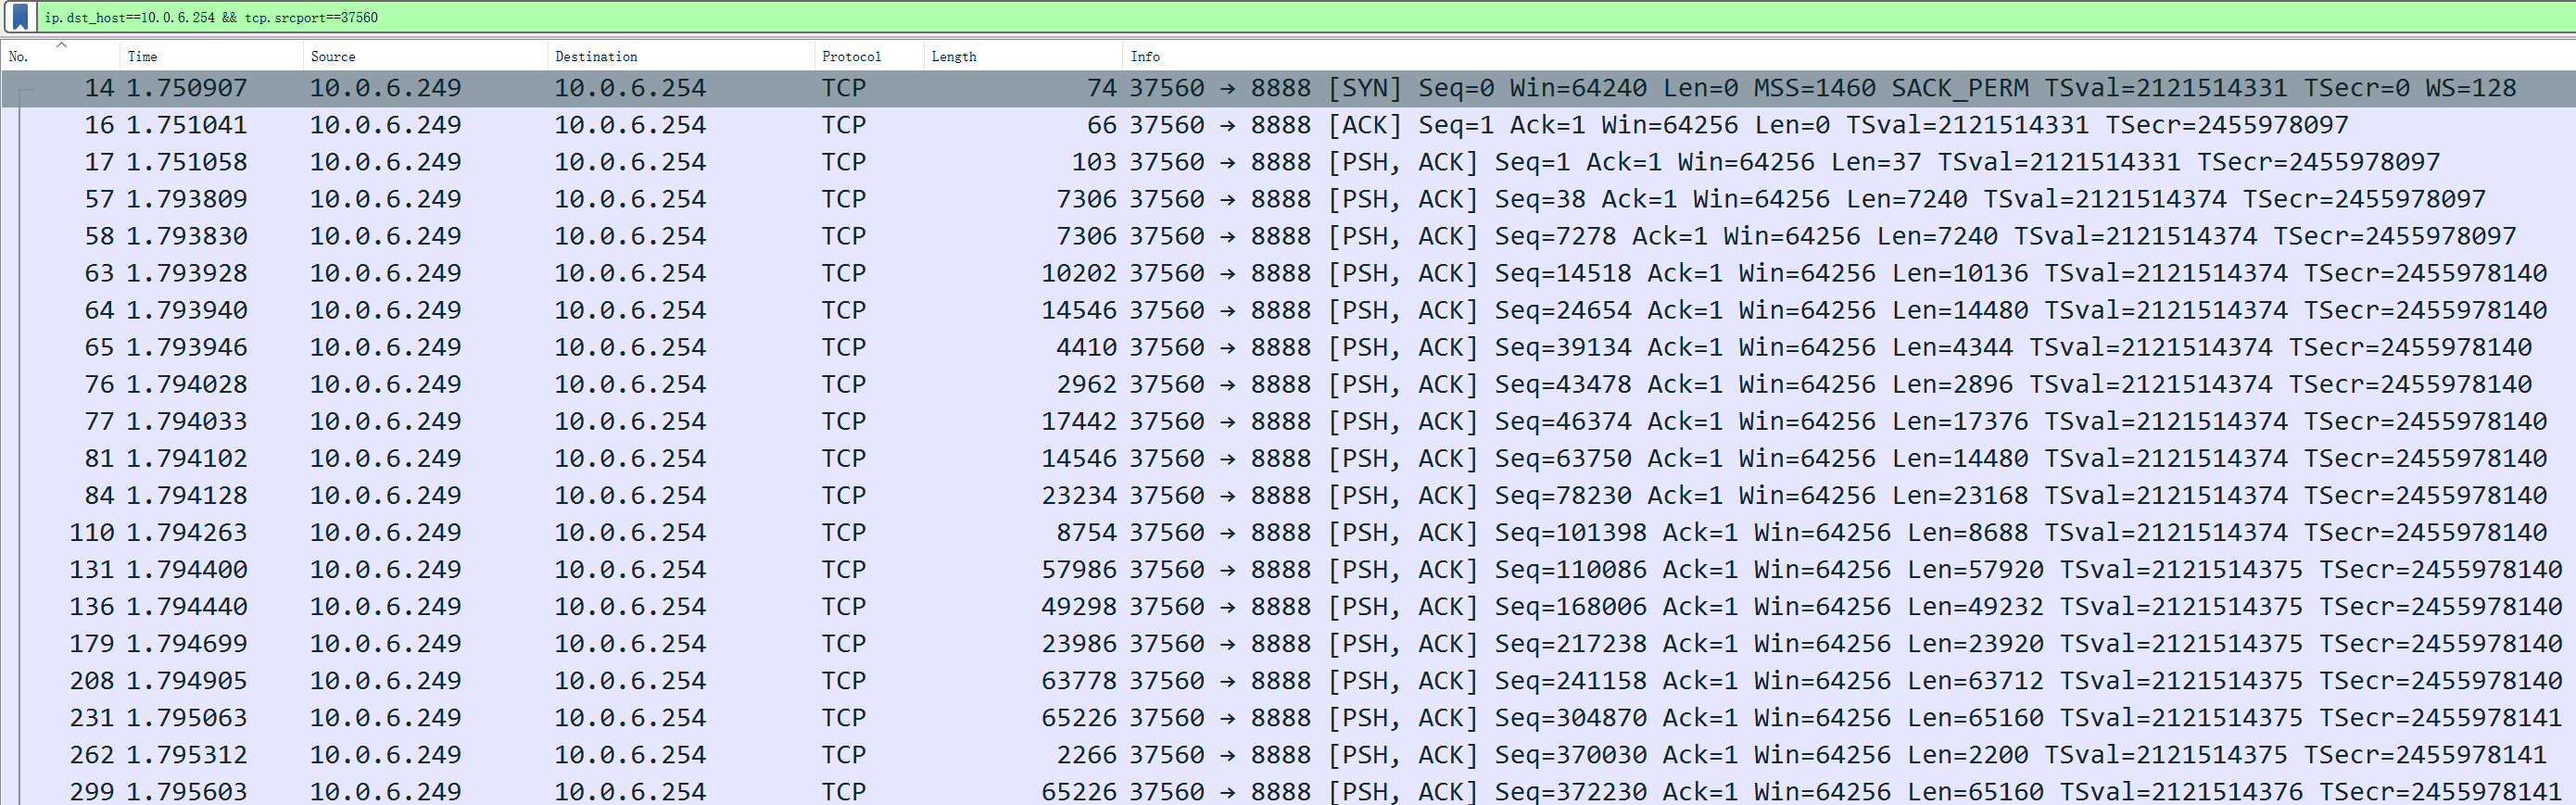 ip.dst_host==10.0.6.254 && tcp.srcport==37560
No. Time Source Destination Protocol Length Info
14 1.750907 10.0.6.249 10.0.6.254 TCP 74 37560 → 8888 [SYN] Seq=0 Win=64240 Len=0 MSS=1460 SACK_PERM TSval=2121514331 TSecr=0 WS=128
16 1.751041 10.0.6.249 10.0.6.254 TCP 66 37560 → 8888 [ACK] Seq=1 Ack=1 Win=64256 Len=0 TSval=2121514331 TSecr=2455978097
17 1.751058 10.0.6.249 10.0.6.254 TCP 103 37560 → 8888 [PSH, ACK] Seq=1 Ack=1 Win=64256 Len=37 TSval=2121514331 TSecr=2455978097
57 1.793809 10.0.6.249 10.0.6.254 TCP 7306 37560 → 8888 [PSH, ACK] Seq=38 Ack=1 Win=64256 Len=7240 TSval=2121514374 TSecr=2455978097
58 1.793830 10.0.6.249 10.0.6.254 TCP 7306 37560 → 8888 [PSH, ACK] Seq=7278 Ack=1 Win=64256 Len=7240 TSval=2121514374 TSecr=2455978097
63 1.793928 10.0.6.249 10.0.6.254 TCP 10202 37560 → 8888 [PSH, ACK] Seq=14518 Ack=1 Win=64256 Len=10136 TSval=2121514374 TSecr=2455978140
64 1.793940 10.0.6.249 10.0.6.254 TCP 14546 37560 → 8888 [PSH, ACK] Seq=24654 Ack=1 Win=64256 Len=14480 TSval=2121514374 TSecr=2455978140
65 1.793946 10.0.6.249 10.0.6.254 TCP 4410 37560 → 8888 [PSH, ACK] Seq=39134 Ack=1 Win=64256 Len=4344 TSval=2121514374 TSecr=2455978140
76 1.794028 10.0.6.249 10.0.6.254 TCP 2962 37560 → 8888 [PSH, ACK] Seq=43478 Ack=1 Win=64256 Len=2896 TSval=2121514374 TSecr=2455978140
77 1.794033 10.0.6.249 10.0.6.254 TCP 17442 37560 → 8888 [PSH, ACK] Seq=46374 Ack=1 Win=64256 Len=17376 TSval=2121514374 TSecr=2455978140
81 1.794102 10.0.6.249 10.0.6.254 TCP 14546 37560 → 8888 [PSH, ACK] Seq=63750 Ack=1 Win=64256 Len=14480 TSval=2121514374 TSecr=2455978140
84 1.794128 10.0.6.249 10.0.6.254 TCP 23234 37560 → 8888 [PSH, ACK] Seq=78230 Ack=1 Win=64256 Len=23168 TSval=2121514374 TSecr=2455978140
110 1.794263 10.0.6.249 10.0.6.254 TCP 8754 37560 → 8888 [PSH, ACK] Seq=101398 Ack=1 Win=64256 Len=8688 TSval=2121514374 TSecr=2455978140
131 1.794400 10.0.6.249 10.0.6.254 TCP 57986 37560 → 8888 [PSH, ACK] Seq=110086 Ack=1 Win=64256 Len=57920 TSval=2121514375 TSecr=2455978140
136 1.794440 10.0.6.249 10.0.6.254 TCP 49298 37560 → 8888 [PSH, ACK] Seq=168006 Ack=1 Win=64256 Len=49232 TSval=2121514375 TSecr=2455978140
179 1.794699 10.0.6.249 10.0.6.254 TCP 23986 37560 → 8888 [PSH, ACK] Seq=217238 Ack=1 Win=64256 Len=23920 TSval=2121514375 TSecr=2455978140
208 1.794905 10.0.6.249 10.0.6.254 TCP 63778 37560 → 8888 [PSH, ACK] Seq=241158 Ack=1 Win=64256 Len=63712 TSval=2121514375 TSecr=2455978140
231 1.795063 10.0.6.249 10.0.6.254 TCP 65226 37560 → 8888 [PSH, ACK] Seq=304870 Ack=1 Win=64256 Len=65160 TSval=2121514375 TSecr=2455978141
262 1.795312 10.0.6.249 10.0.6.254 TCP 2266 37560 → 8888 [PSH, ACK] Seq=370030 Ack=1 Win=64256 Len=2200 TSval=2121514375 TSecr=2455978141
299 1.795603 10.0.6.249 10.0.6.254 TCP 65226 37560 → 8888 [PSH, ACK] Seq=372230 Ack=1 Win=64256 Len=65160 TSval=2121514376 TSecr=2455978141